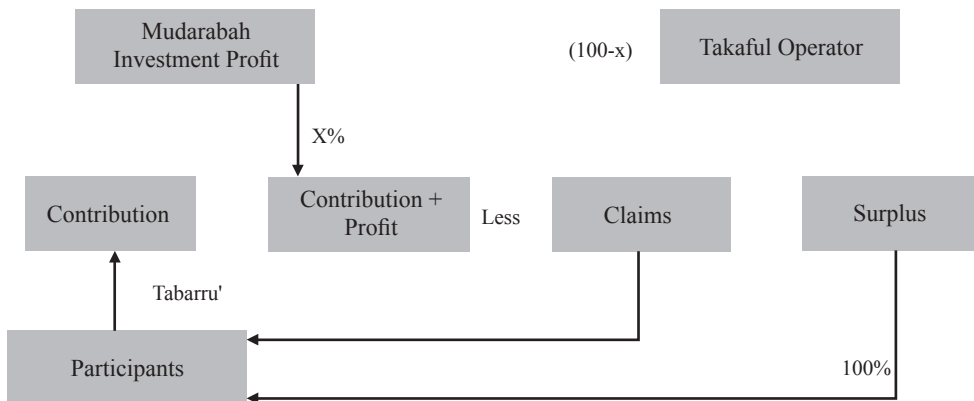 Mudarabah
Investment Profit
(100-x)
Takaful Operator
X%
Contribution
Contribution +
Profit
Less
Claims
Surplus
Tabarru'
Participants
100%